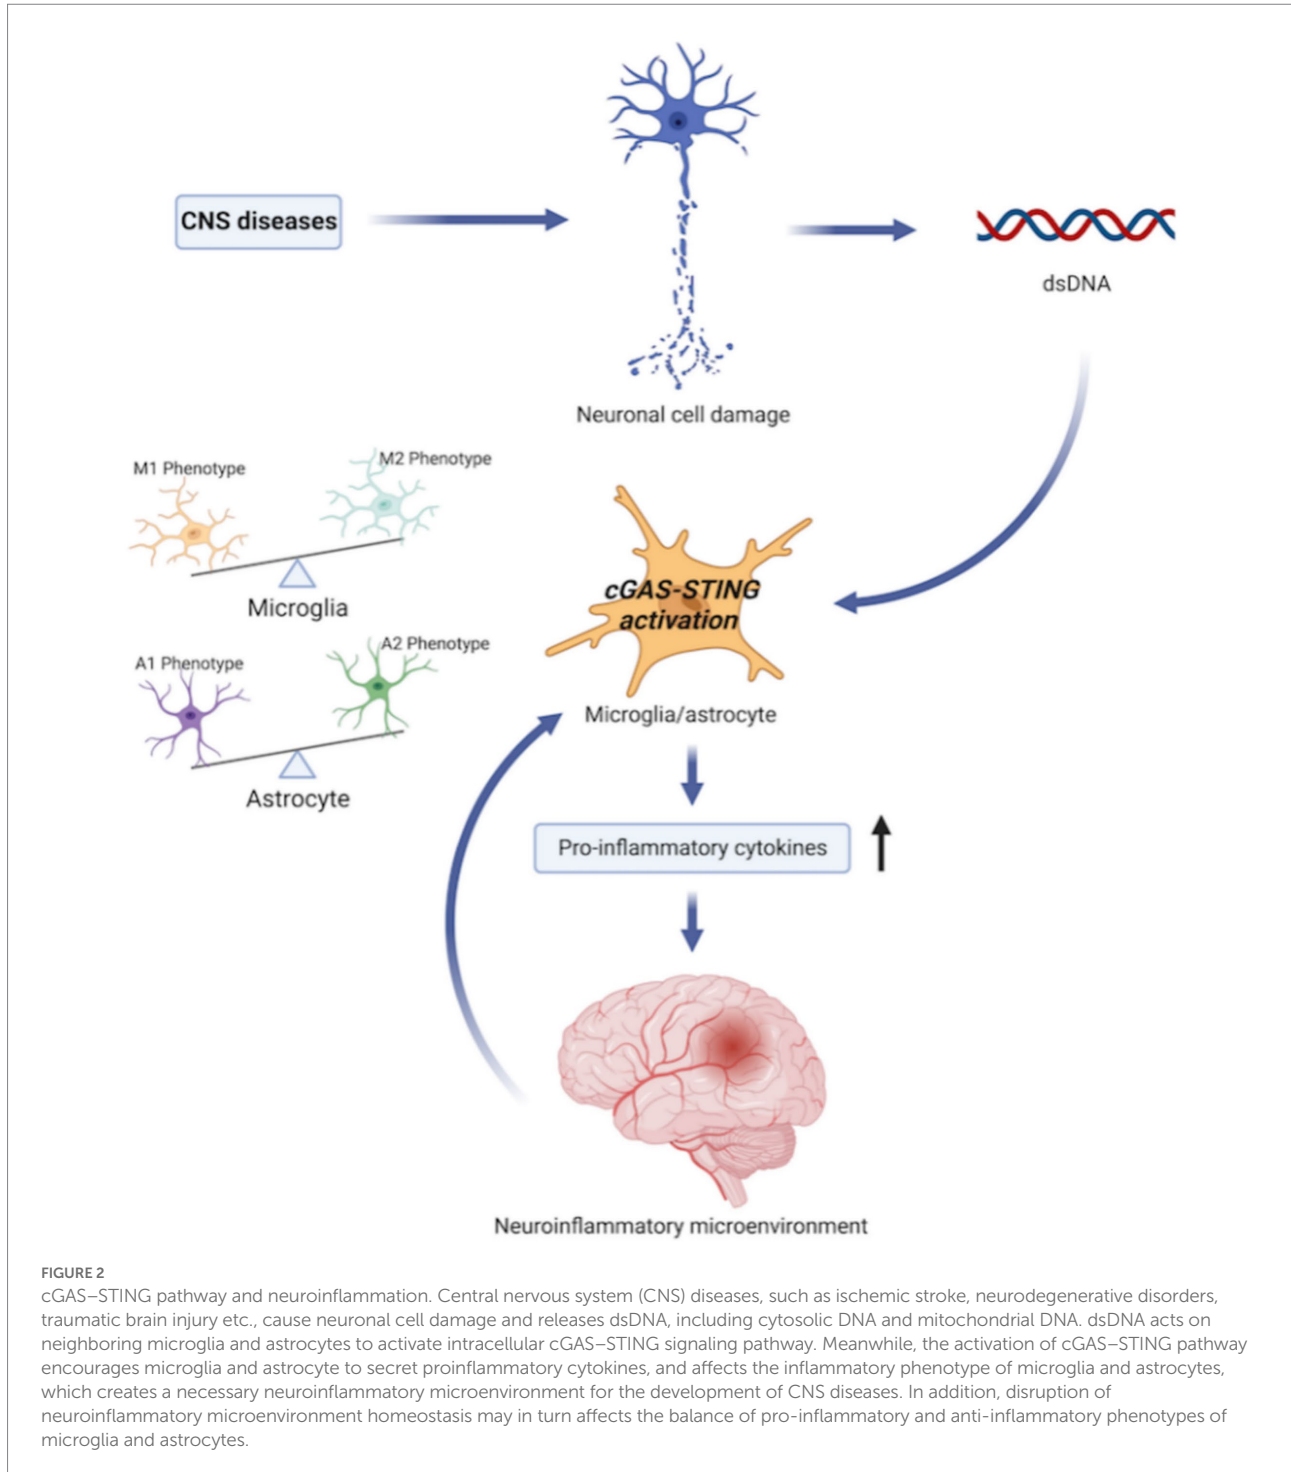 CNS diseases
dsDNA
Neuronal cell damage
M1 Phenotype
M2 Phenotype
Microglia
A1 Phenotype
A2 Phenotype
Astrocyte
cGAS-STING
activation
Microglia/astrocyte
Pro-inflammatory cytokines
Neuroinflammatory microenvironment
FIGURE 2
cGAS–STING pathway and neuroinflammation. Central nervous system (CNS) diseases, such as ischemic stroke, neurodegenerative disorders,
traumatic brain injury etc., cause neuronal cell damage and releases dsDNA, including cytosolic DNA and mitochondrial DNA. dsDNA acts on
neighboring microglia and astrocytes to activate intracellular cGAS–STING signaling pathway. Meanwhile, the activation of cGAS–STING pathway
encourages microglia and astrocyte to secret proinflammatory cytokines, and affects the inflammatory phenotype of microglia and astrocytes,
which creates a necessary neuroinflammatory microenvironment for the development of CNS diseases. In addition, disruption of
neuroinflammatory microenvironment homeostasis may in turn affects the balance of pro-inflammatory and anti-inflammatory phenotypes of
microglia and astrocytes.